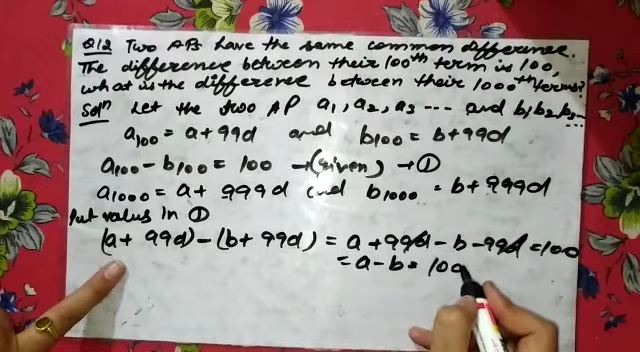 Q12 Two APs have the same common difference.
The difference between their 100th term is 100,
what is the difference between their 1000th terms?
Soln Let the two AP a1, a2, a3 --- and b1 b2 b3---
a100 = a+99d and b100 = b+99d
a100 - b100 = 100 → (given) → ①
a1000 = a+ 999d and b1000 = b+999d
Put values in ①
(a+ 99d) - (b+ 99d) = a+99d - b - 99d = 100
= a - b = 100